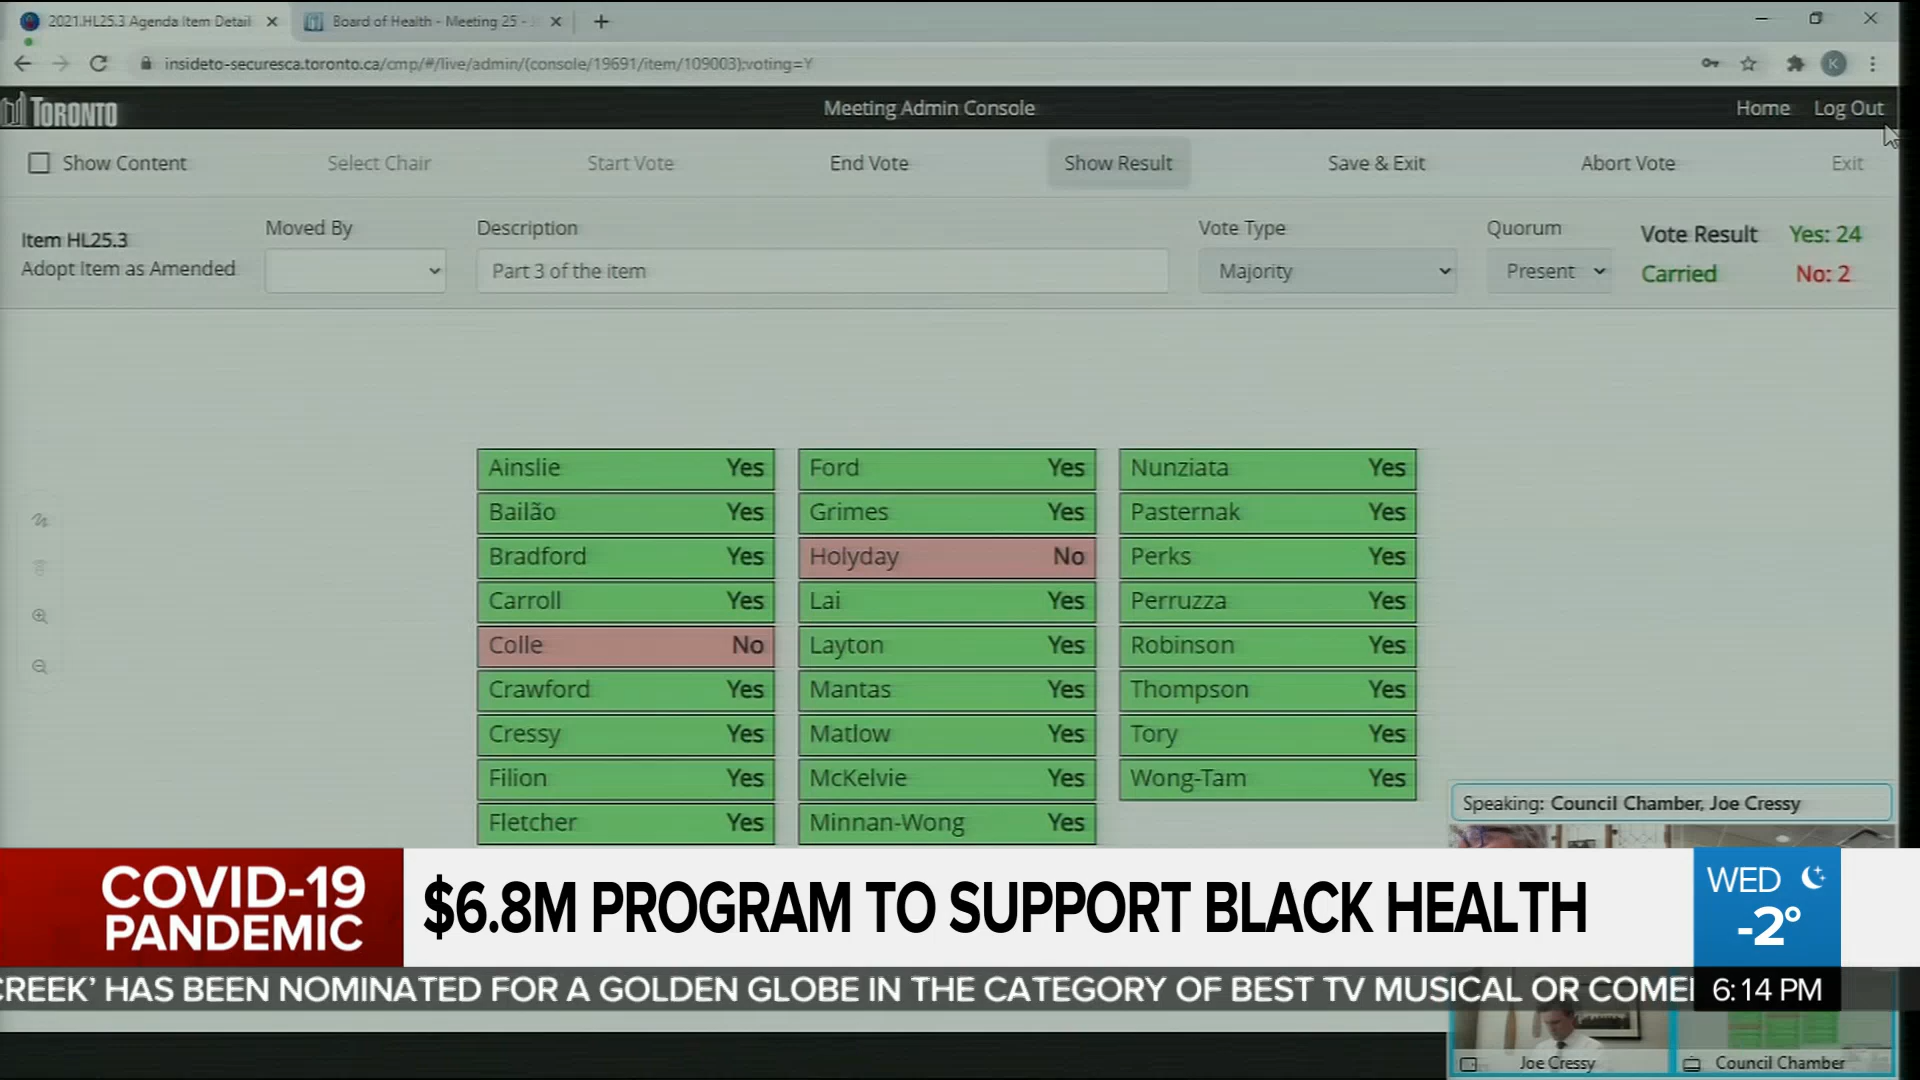 2021.HL25.3 Agenda Item Detail
Board of Health - Meeting 25 -
insideto-securesca.toronto.ca/cmp/#/live/admin/(console/19691/item/109003);voting=Y
K
TORONTO
Meeting Admin Console
Home Log Out
Show Content Select Chair Start Vote End Vote Show Result Save & Exit Abort Vote Exit
Item HL25.3
Adopt Item as Amended
Moved By
Description
Part 3 of the item
Vote Type
Majority
Quorum
Present
Vote Result Yes: 24
Carried No: 2
Ainslie Yes
Bailão Yes
Bradford Yes
Carroll Yes
Colle No
Crawford Yes
Cressy Yes
Filion Yes
Fletcher Yes
Ford Yes
Grimes Yes
Holyday No
Lai Yes
Layton Yes
Mantas Yes
Matlow Yes
McKelvie Yes
Minnan-Wong Yes
Nunziata Yes
Pasternak Yes
Perks Yes
Perruzza Yes
Robinson Yes
Thompson Yes
Tory Yes
Wong-Tam Yes
Speaking: Council Chamber, Joe Cressy
COVID-19
PANDEMIC
$6.8M PROGRAM TO SUPPORT BLACK HEALTH
WED
-2°
CREEK' HAS BEEN NOMINATED FOR A GOLDEN GLOBE IN THE CATEGORY OF BEST TV MUSICAL OR COME
6:14 PM
Joe Cressy
Council Chamber